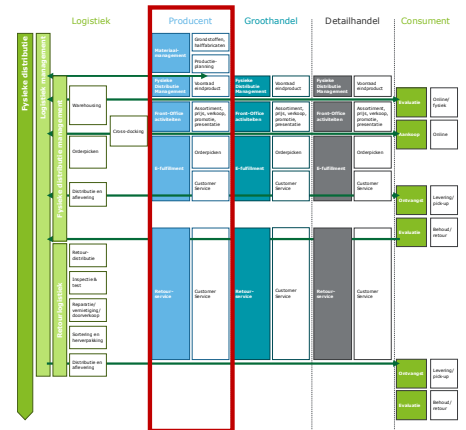 Logistiek
Producent
Groothandel
Detailhandel
Consument
Fysieke distributie
Logistiek management
Fysieke distributie management
Retourlogistiek
Warehousing
Cross-docking
Orderpicken
Distributie en
aflevering
Retour-
distributie
Inspectie &
test
Reparatie/
vernietiging/
doorverkoop
Sortering en
herverpakking
Distributie en
aflevering
Materiaal-
management
Grondstoffen,
halffabricaten
Productie-
planning
Fysieke
Distributie
Management
Voorraad
eindproduct
Front-Office
activiteiten
Assortiment,
prijs, verkoop,
promotie,
presentatie
E-fulfillment
Orderpicken
Customer
Service
Retour-
service
Customer
Service
Fysieke
Distributie
Management
Voorraad
eindproduct
Front-Office
activiteiten
Assortiment,
prijs, verkoop,
promotie,
presentatie
E-fulfillment
Orderpicken
Customer
Service
Retour-
service
Customer
Service
Fysieke
Distributie
Management
Voorraad
eindproduct
Front-Office
activiteiten
Assortiment,
prijs, verkoop,
promotie,
presentatie
E-fulfillment
Orderpicken
Customer
Service
Retour-
service
Customer
Service
Evaluatie
Online/
fysiek
Aankoop
Online
Ontvangst
Levering/
pick-up
Evaluatie
Behoud/
retour
Ontvangst
Levering/
pick-up
Evaluatie
Behoud/
retour